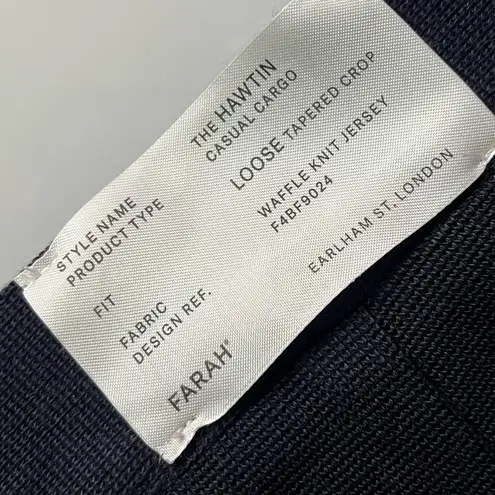 STYLE NAME THE HAWTIN
PRODUCT TYPE CASUAL CARGO
FIT LOOSE TAPERED CROP
FABRIC WAFFLE KNIT JERSEY
DESIGN REF. F4BF9024
FARAH® EARLHAM ST, LONDON